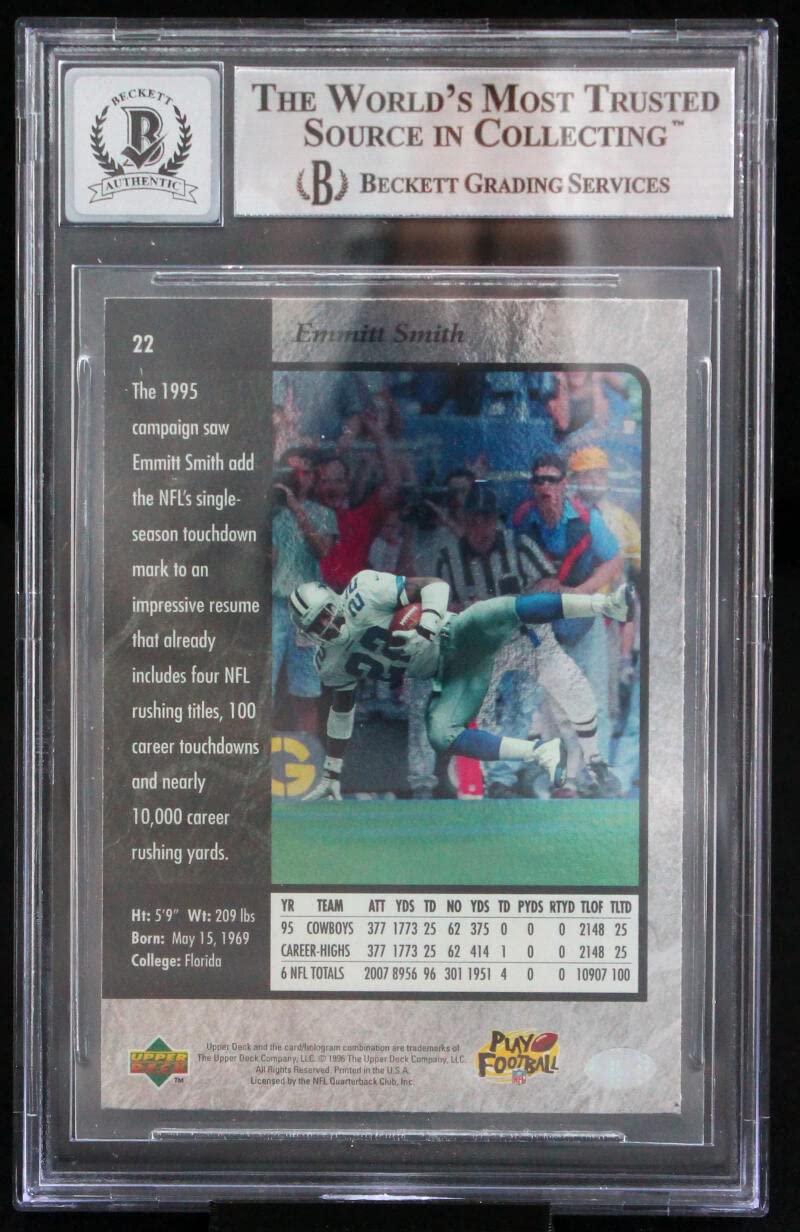 BECKETT
B
AUTHENTIC
THE WORLD'S MOST TRUSTED
SOURCE IN COLLECTING™
B BECKETT GRADING SERVICES
22
Emmitt Smith
The 1995
campaign saw
Emmitt Smith add
the NFL's single-
season touchdown
mark to an
impressive resume
that already
includes four NFL
rushing titles, 100
career touchdowns
and nearly
10,000 career
rushing yards.
22
22
G
Ht: 5'9" Wt: 209 lbs
Born: May 15, 1969
College: Florida
YR TEAM ATT YDS TD NO YDS TD PYDS RTYD TLOF TLTD
95 COWBOYS 377 1773 25 62 375 0 0 0 2148 25
CAREER-HIGHS 377 1773 25 62 414 1 0 0 2148 25
6 NFL TOTALS 2007 8956 96 301 1951 4 0 0 10907 100
UPPER
DECK
TM
Upper Deck and the card/hologram combination are trademarks of
The Upper Deck Company, LLC. © 1996 The Upper Deck Company, LLC.
All Rights Reserved. Printed in the U.S.A.
Licensed by the NFL Quarterback Club, Inc.
PLAY
FOOTBALL
NFL